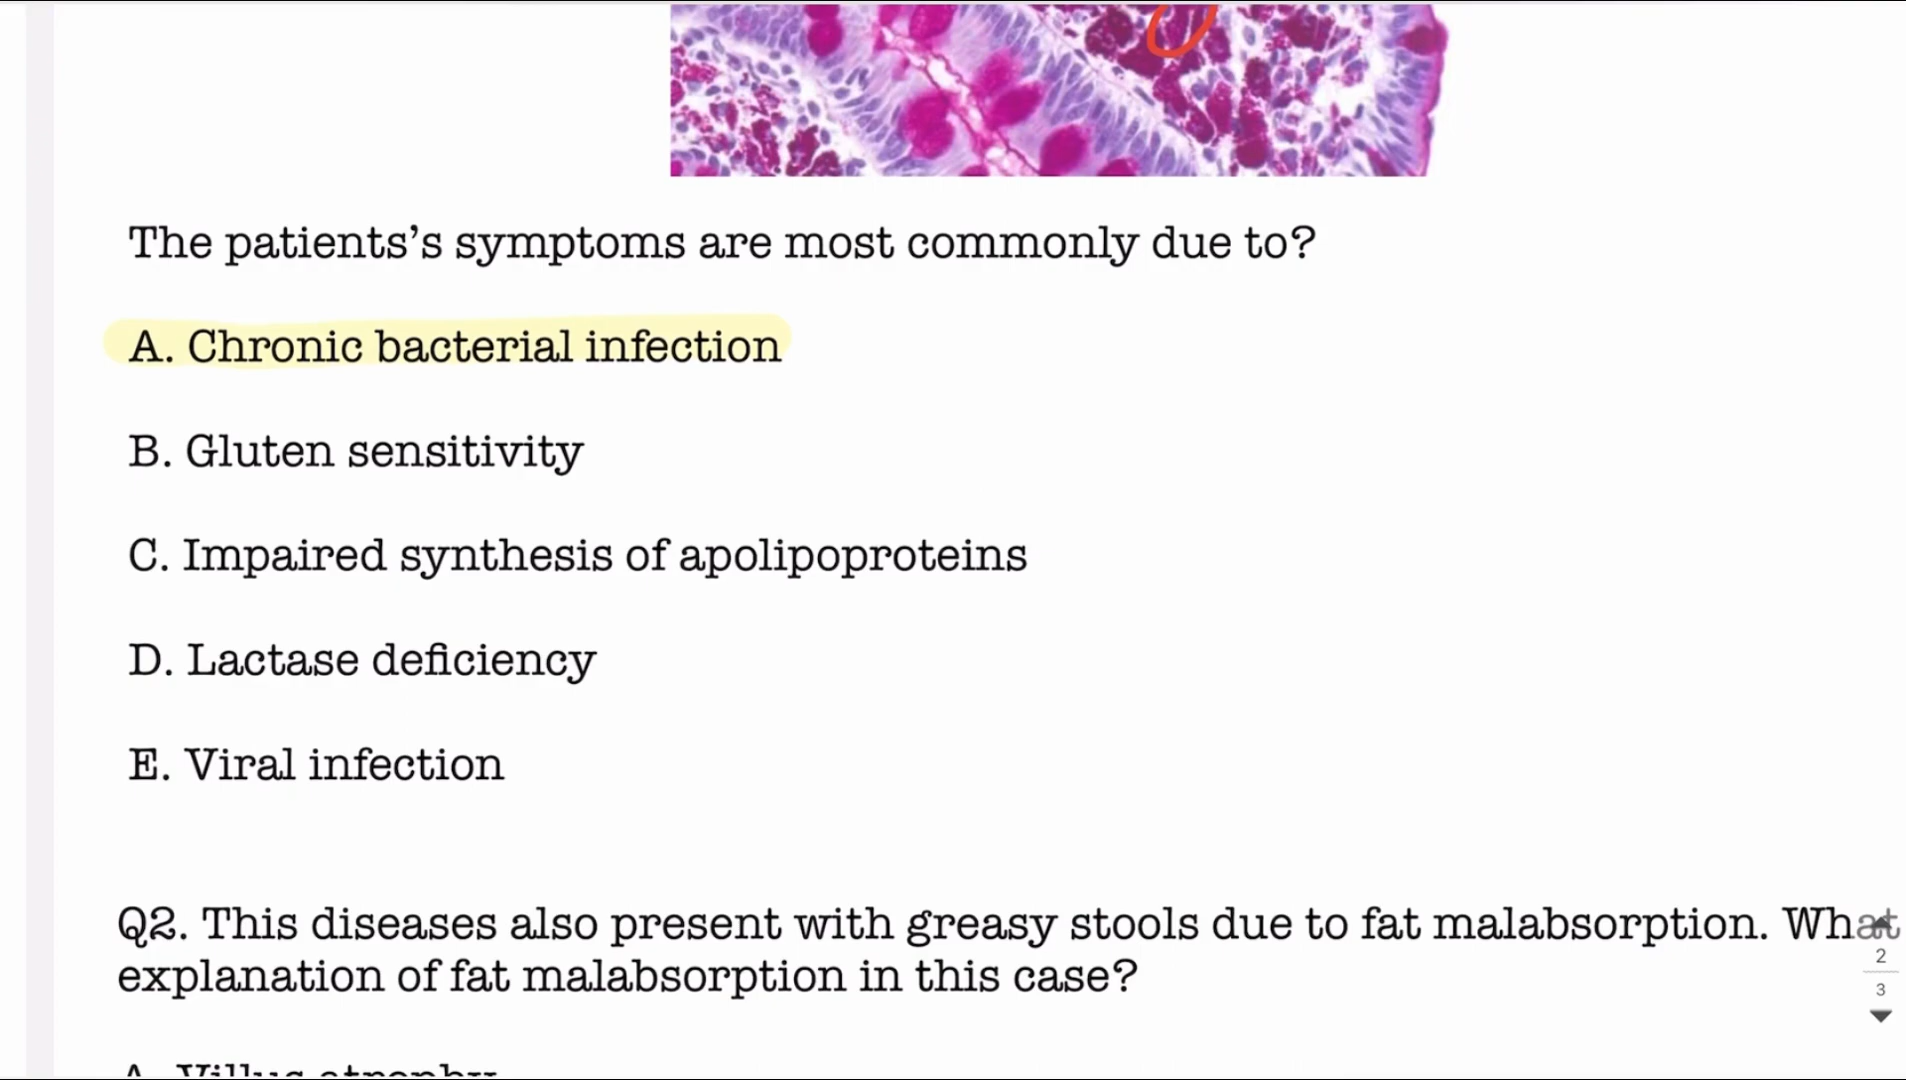 The patients’s symptoms are most commonly due to?
A. Chronic bacterial infection
B. Gluten sensitivity
C. Impaired synthesis of apolipoproteins
D. Lactase deficiency
E. Viral infection
Q2. This diseases also present with greasy stools due to fat malabsorption. What
explanation of fat malabsorption in this case?
2
3
A. Villus atrophy